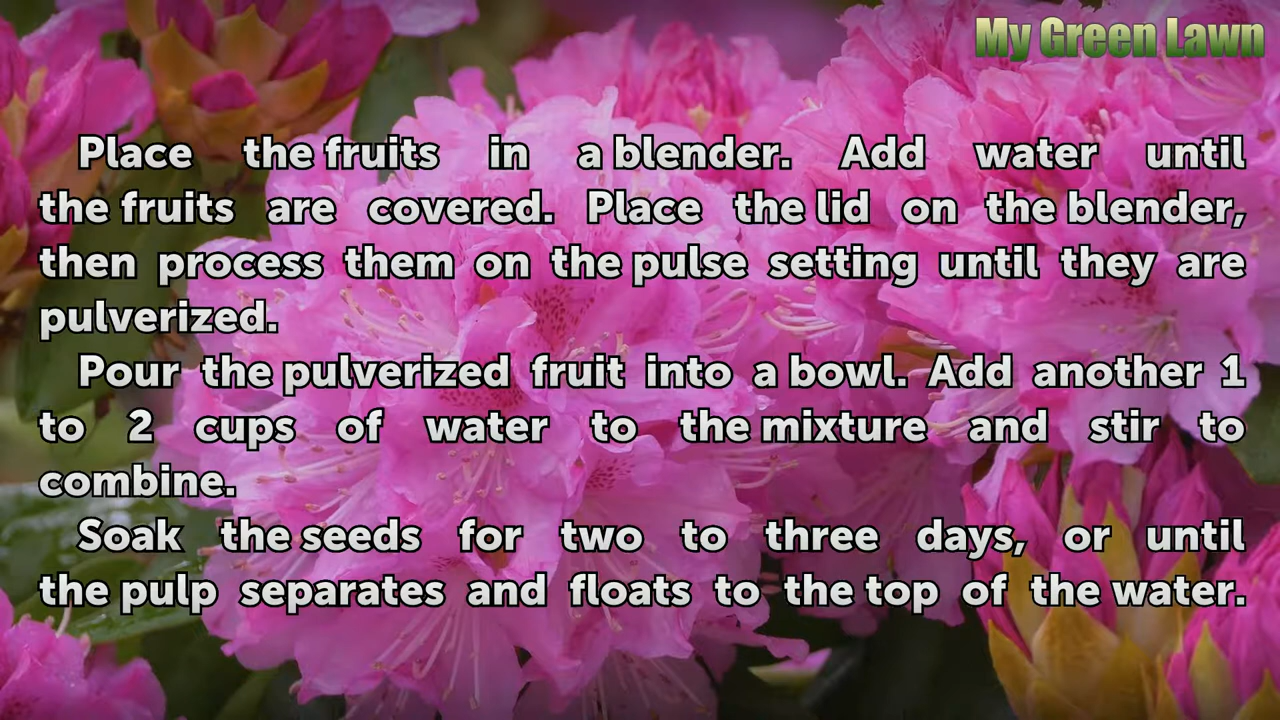 My Green Lawn
Place the fruits in a blender. Add water until
the fruits are covered. Place the lid on the blender,
then process them on the pulse setting until they are
pulverized.
Pour the pulverized fruit into a bowl. Add another 1
to 2 cups of water to the mixture and stir to
combine.
Soak the seeds for two to three days, or until
the pulp separates and floats to the top of the water.